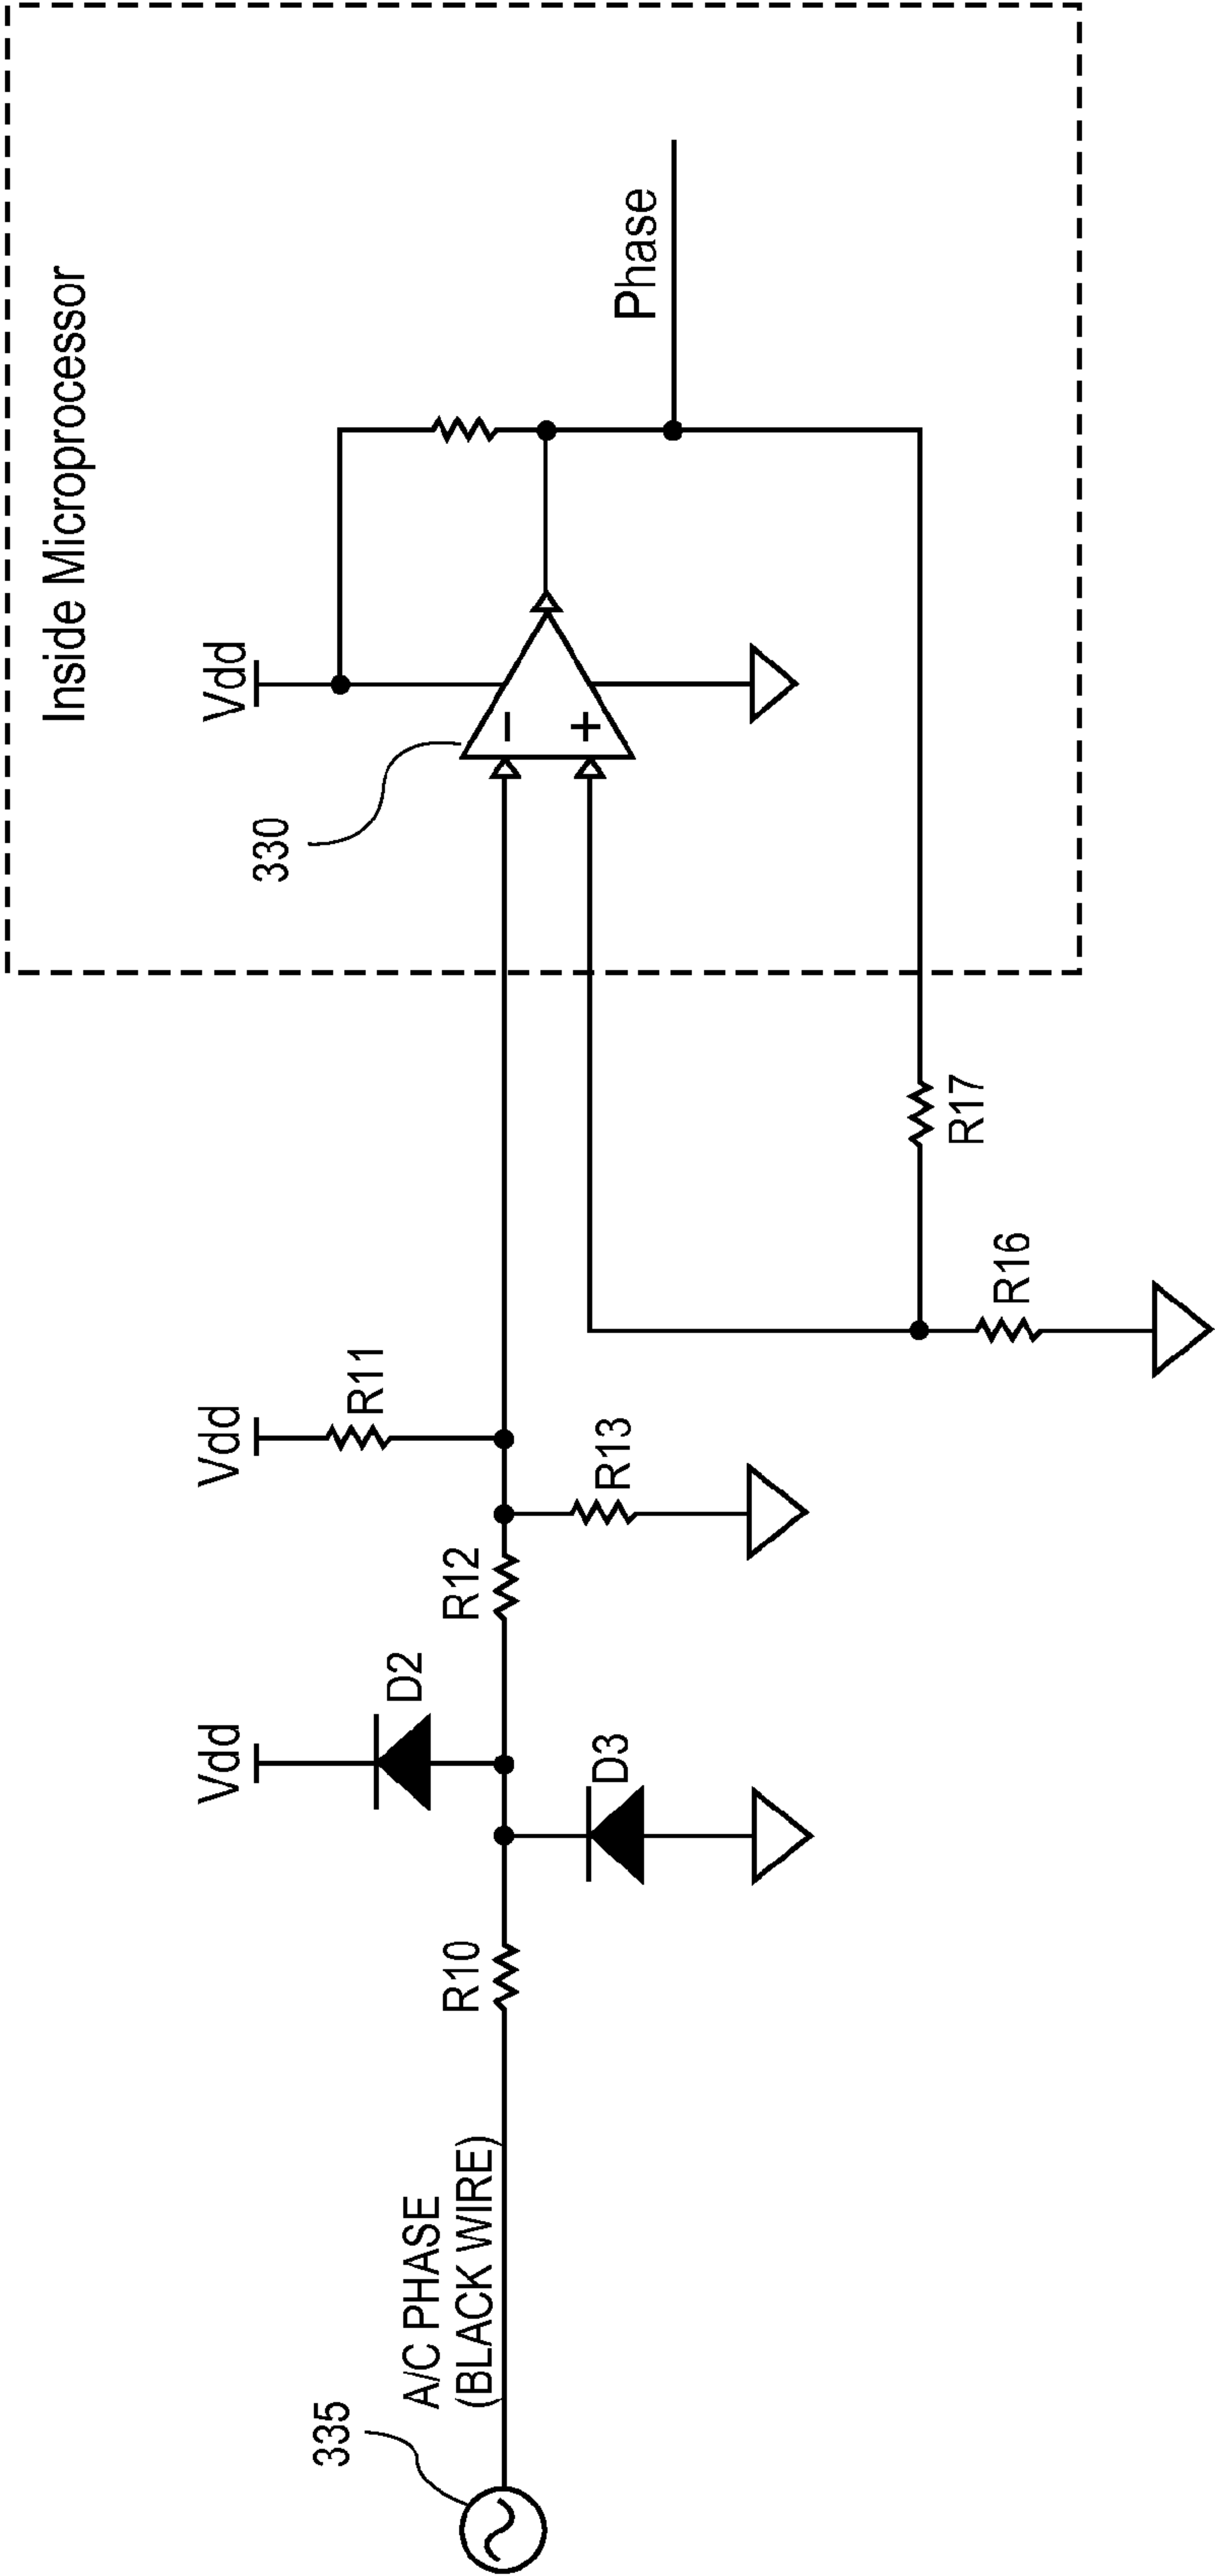 Inside Microprocessor
Vdd
Vdd
Vdd
330
Phase
−
+
R11
D2
R10
R12
R13
D3
R17
R16
335
A/C PHASE
(BLACK WIRE)